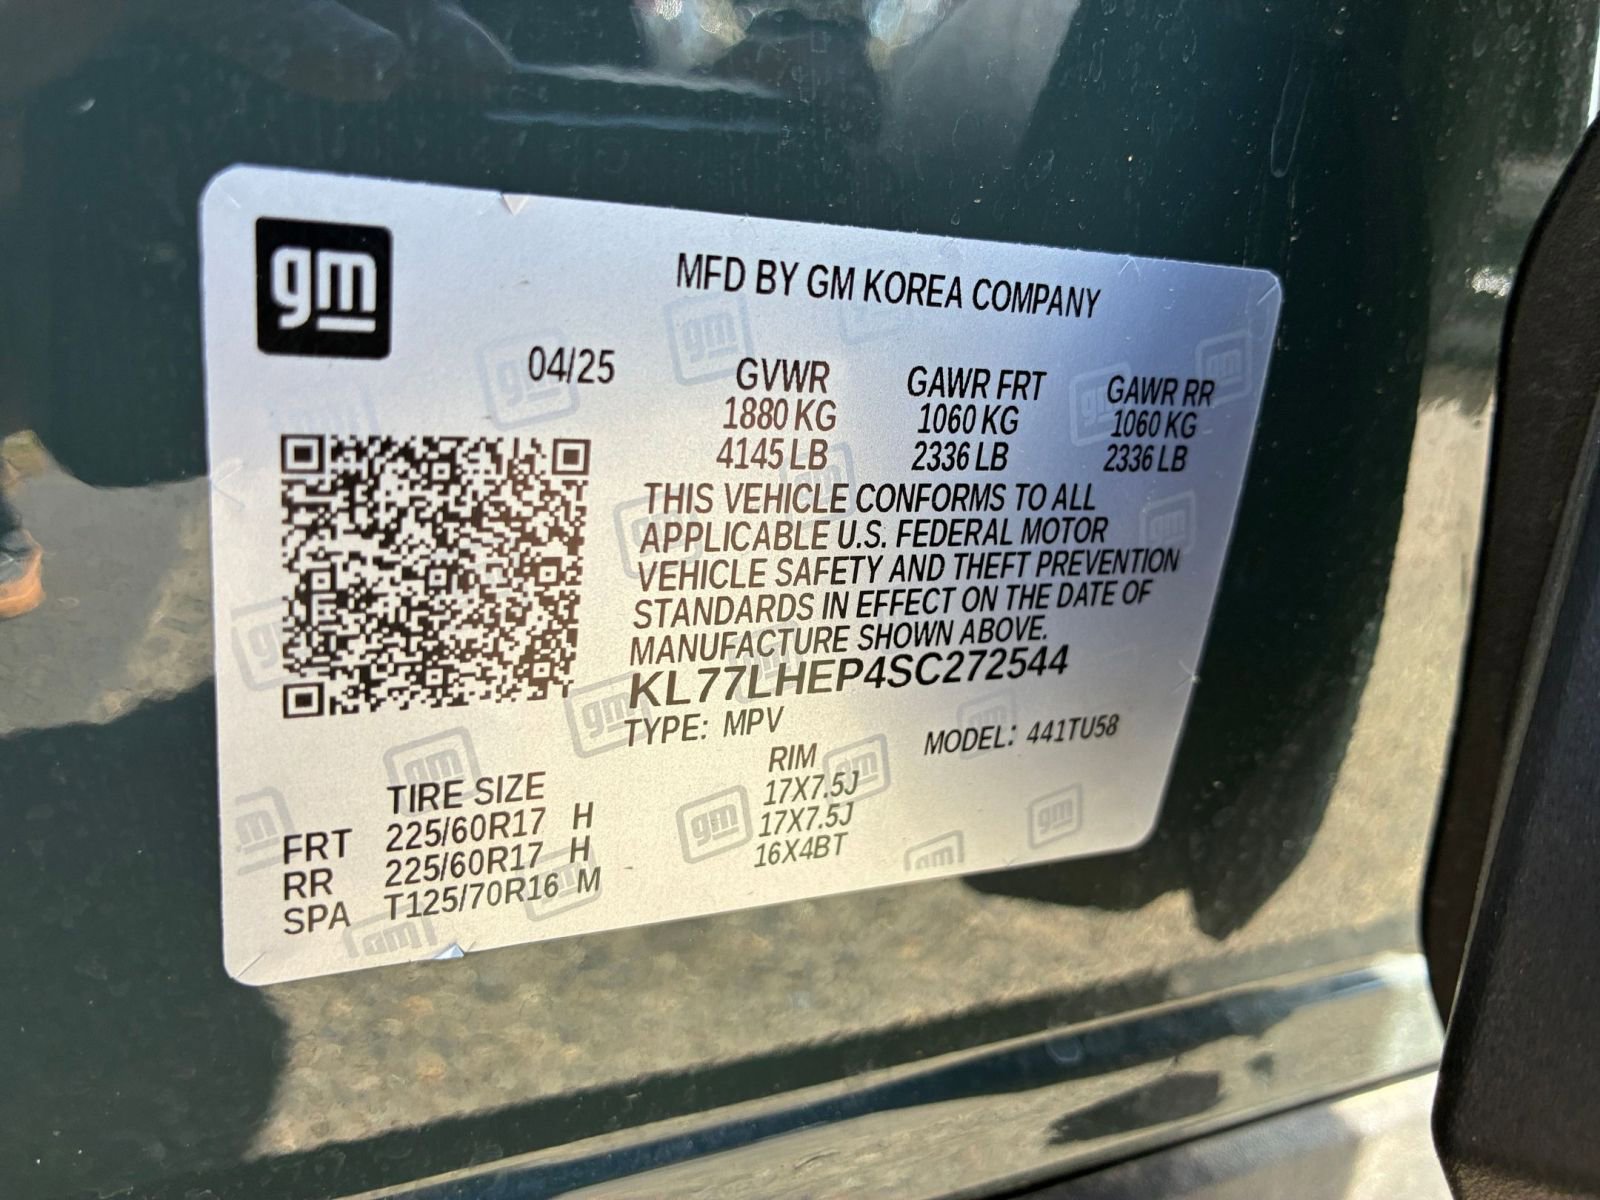 gm
MFD BY GM KOREA COMPANY
04/25
GVWR GAWR FRT GAWR RR
1880 KG 1060 KG 1060 KG
4145 LB 2336 LB 2336 LB
THIS VEHICLE CONFORMS TO ALL
APPLICABLE U.S. FEDERAL MOTOR
VEHICLE SAFETY AND THEFT PREVENTION
STANDARDS IN EFFECT ON THE DATE OF
MANUFACTURE SHOWN ABOVE.
KL77LHEP4SC272544
TYPE: MPV MODEL: 441TU58
TIRE SIZE RIM
FRT 225/60R17 H 17X7.5J
RR 225/60R17 H 17X7.5J
SPA T125/70R16 M 16X4BT